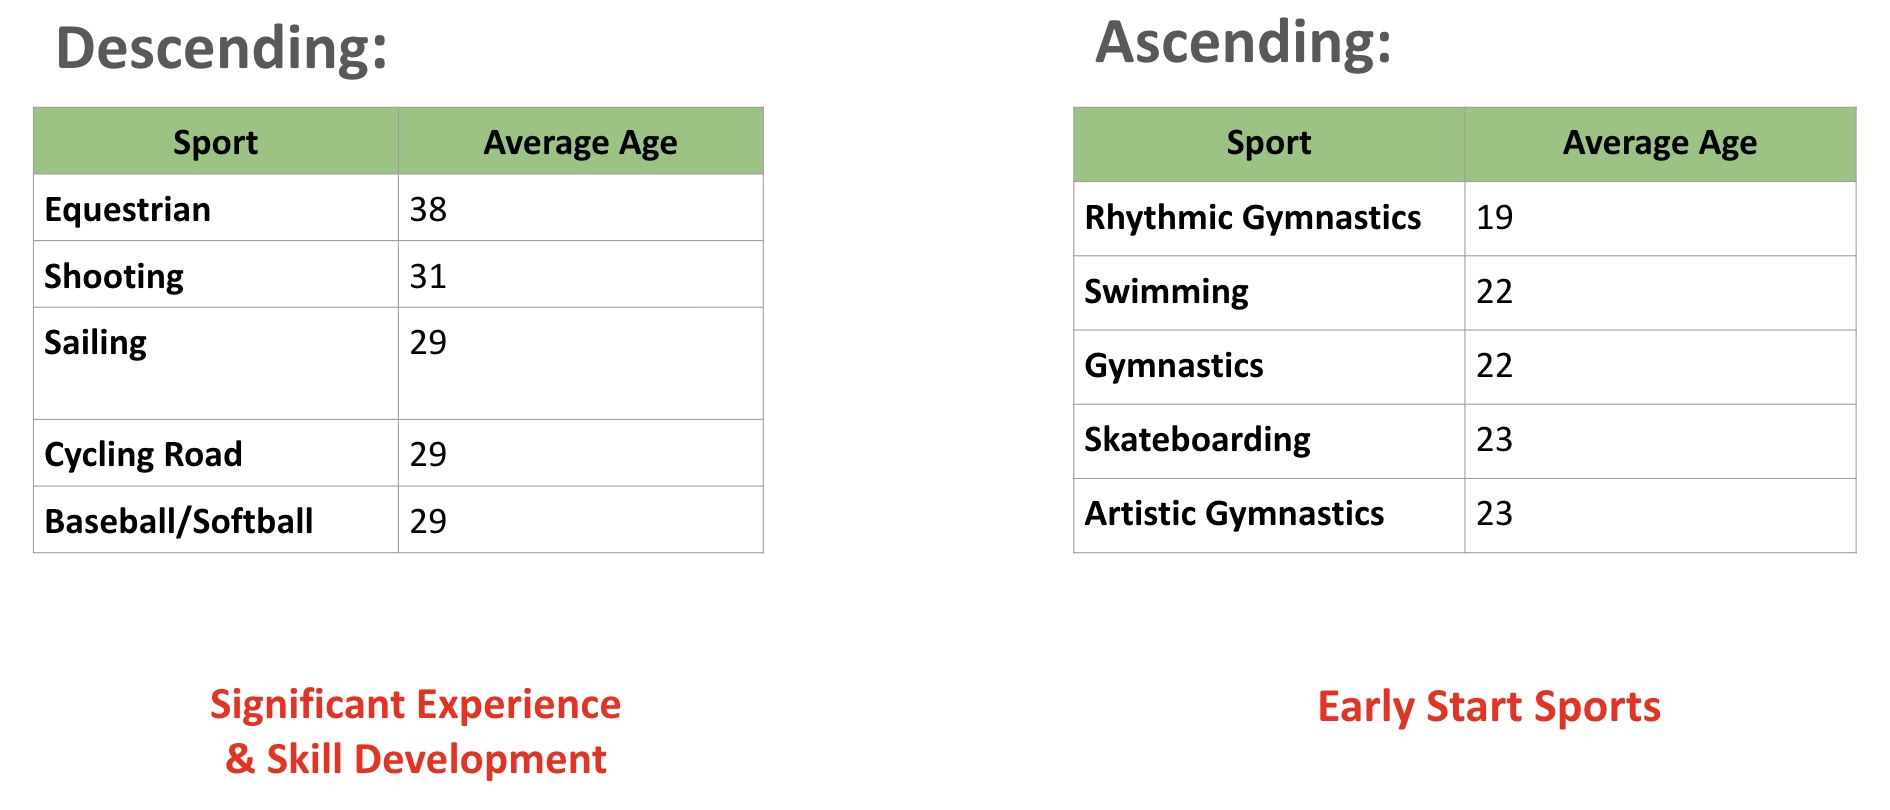 Descending:
Sport Average Age
Equestrian 38
Shooting 31
Sailing 29
Cycling Road 29
Baseball/Softball 29
Significant Experience
& Skill Development
Ascending:
Sport Average Age
Rhythmic Gymnastics 19
Swimming 22
Gymnastics 22
Skateboarding 23
Artistic Gymnastics 23
Early Start Sports